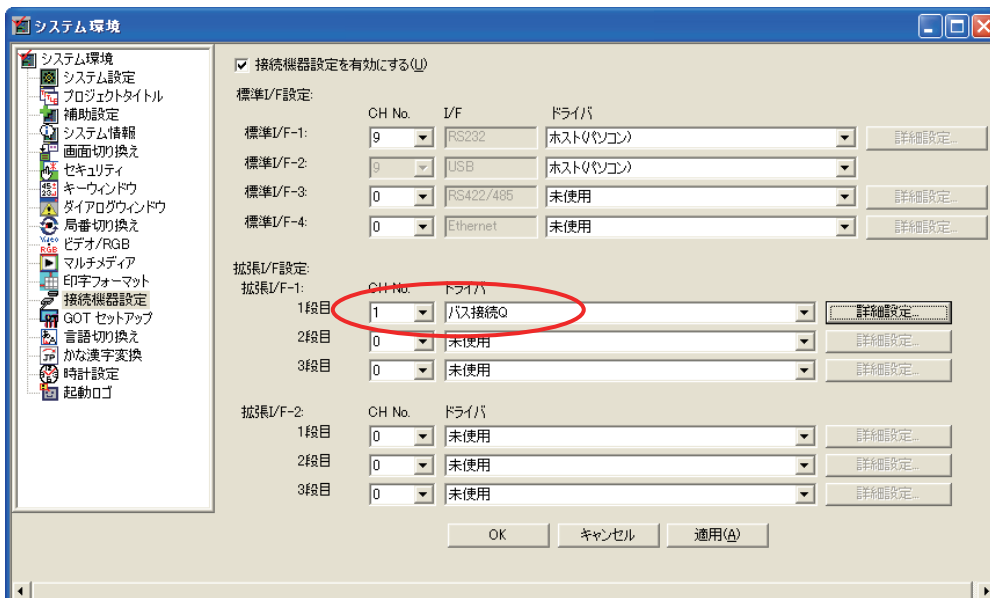 システム環境
システム環境
システム設定
プロジェクトタイトル
補助設定
システム情報
画面切り換え
セキュリティ
キーウィンドウ
ダイアログウィンドウ
局番切り換え
ビデオ/RGB
マルチメディア
印字フォーマット
接続機器設定
GOT セットアップ
言語切り換え
かな漢字変換
時計設定
起動ロゴ
接続機器設定を有効にする(U)
標準I/F設定:
CH No. I/F ドライバ
標準I/F-1: 9 RS232 ホスト(パソコン) 詳細設定...
標準I/F-2: 9 USB ホスト(パソコン)
標準I/F-3: 0 RS422/485 未使用 詳細設定...
標準I/F-4: 0 Ethernet 未使用 詳細設定...
拡張I/F設定:
拡張I/F-1: CH No. ドライバ
1段目 1 バス接続Q 詳細設定...
2段目 0 未使用 詳細設定...
3段目 0 未使用 詳細設定...
拡張I/F-2: CH No. ドライバ
1段目 0 未使用 詳細設定...
2段目 0 未使用 詳細設定...
3段目 0 未使用 詳細設定...
OK キャンセル 適用(A)